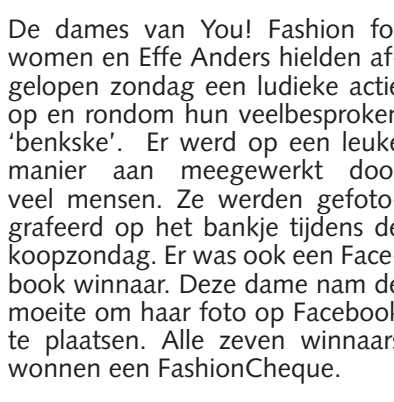 De dames van You! Fashion fo
women en Effe Anders hielden af-
gelopen zondag een ludieke actie
op en rondom hun veelbesproken
‘benkske’. Er werd op een leuke
manier aan meegewerkt doo
veel mensen. Ze werden gefoto-
grafeerd op het bankje tijdens de
koopzondag. Er was ook een Face-
book winnaar. Deze dame nam de
moeite om haar foto op Facebook
te plaatsen. Alle zeven winnaars
wonnen een FashionCheque.